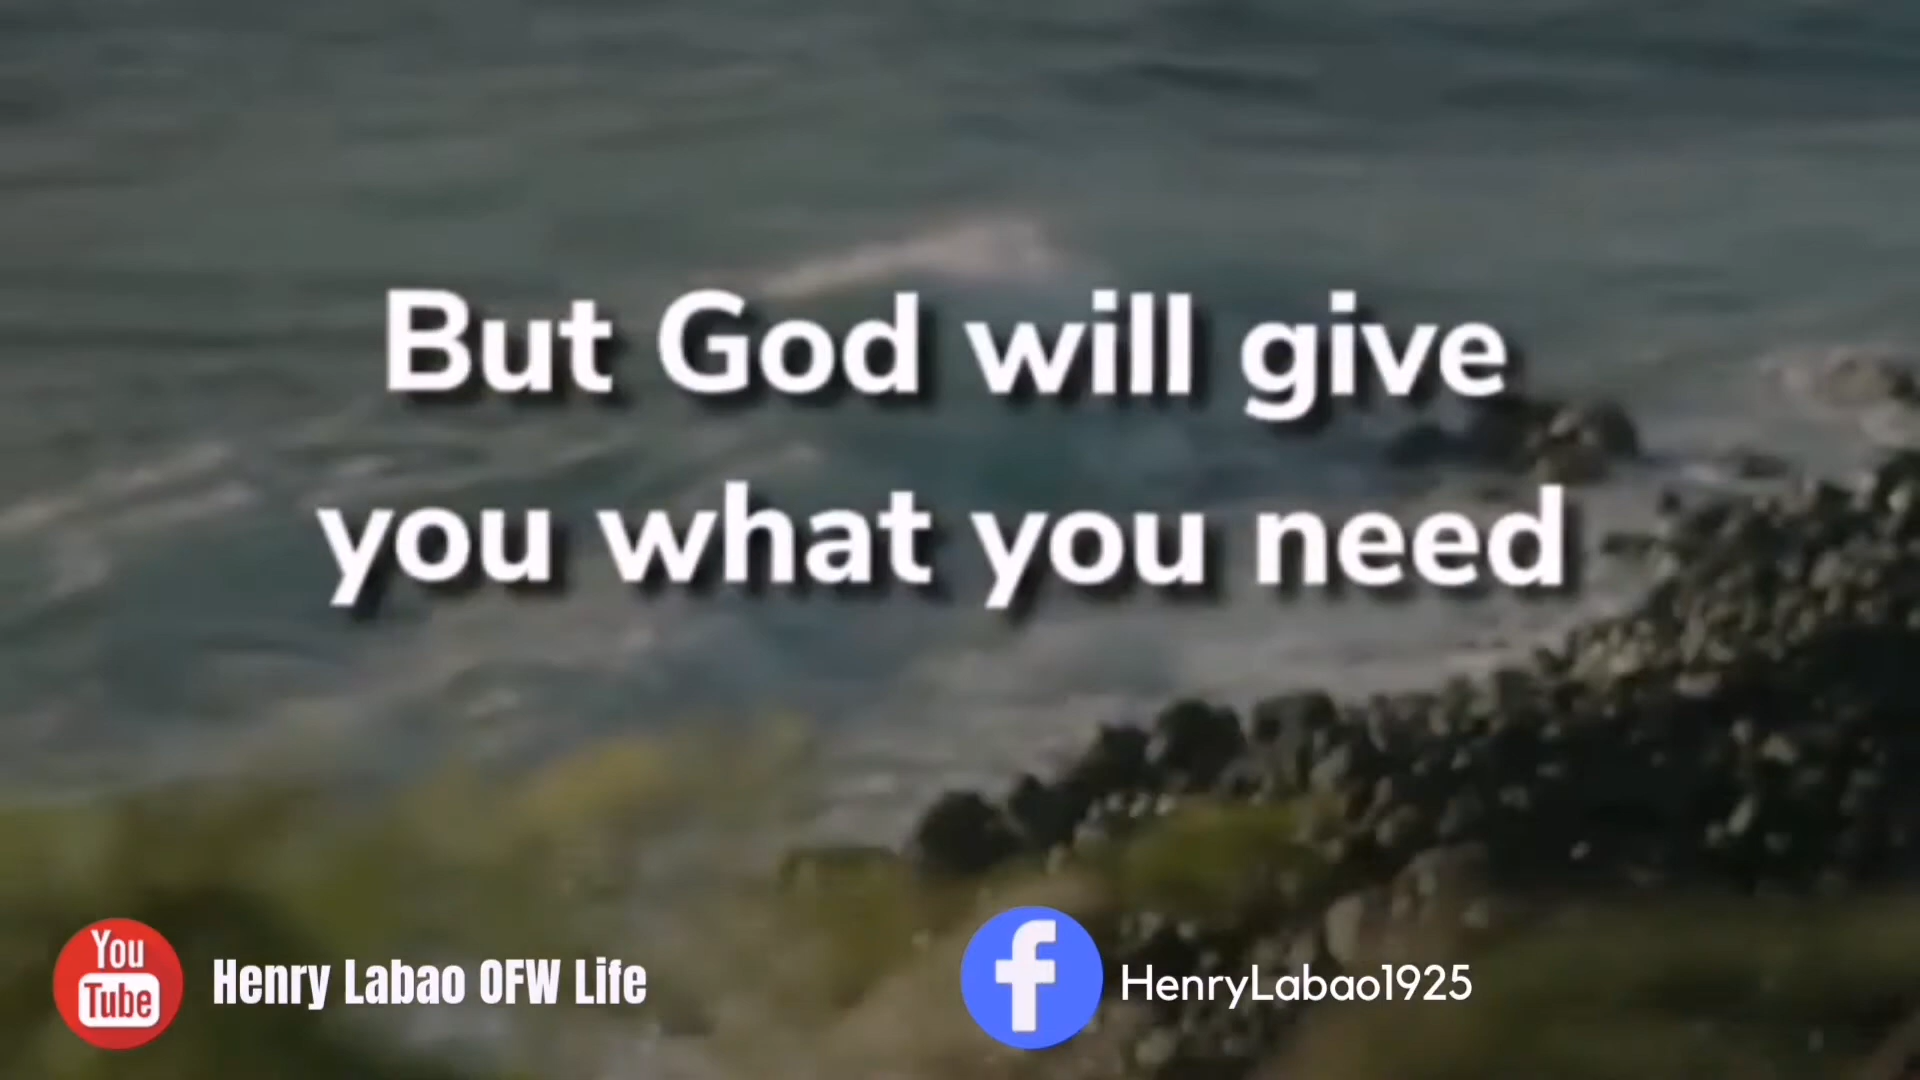 But God will give
you what you need
You
Tube
Henry Labao OFW Life
f
HenryLabao1925